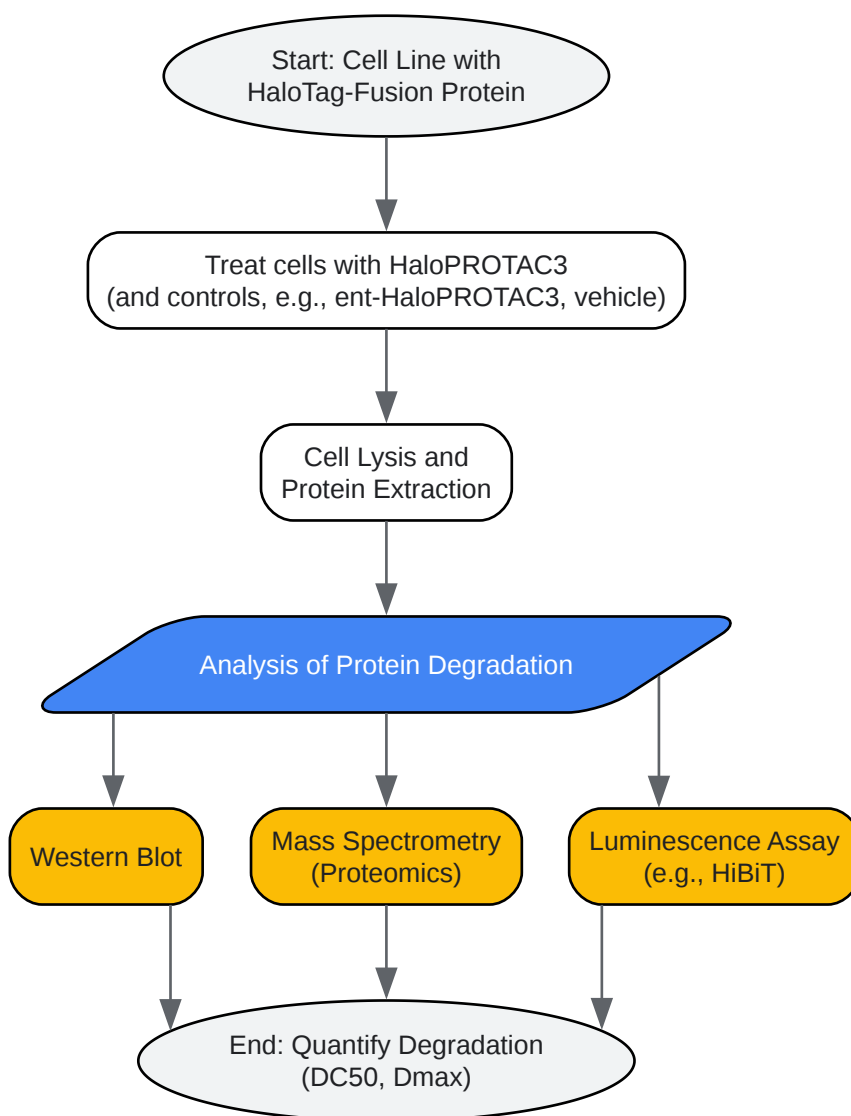 Start: Cell Line with
HaloTag-Fusion Protein
Treat cells with HaloPROTAC3
(and controls, e.g., ent-HaloPROTAC3, vehicle)
Cell Lysis and
Protein Extraction
Analysis of Protein Degradation
Western Blot
Mass Spectrometry
(Proteomics)
Luminescence Assay
(e.g., HiBiT)
End: Quantify Degradation
(DC50, Dmax)